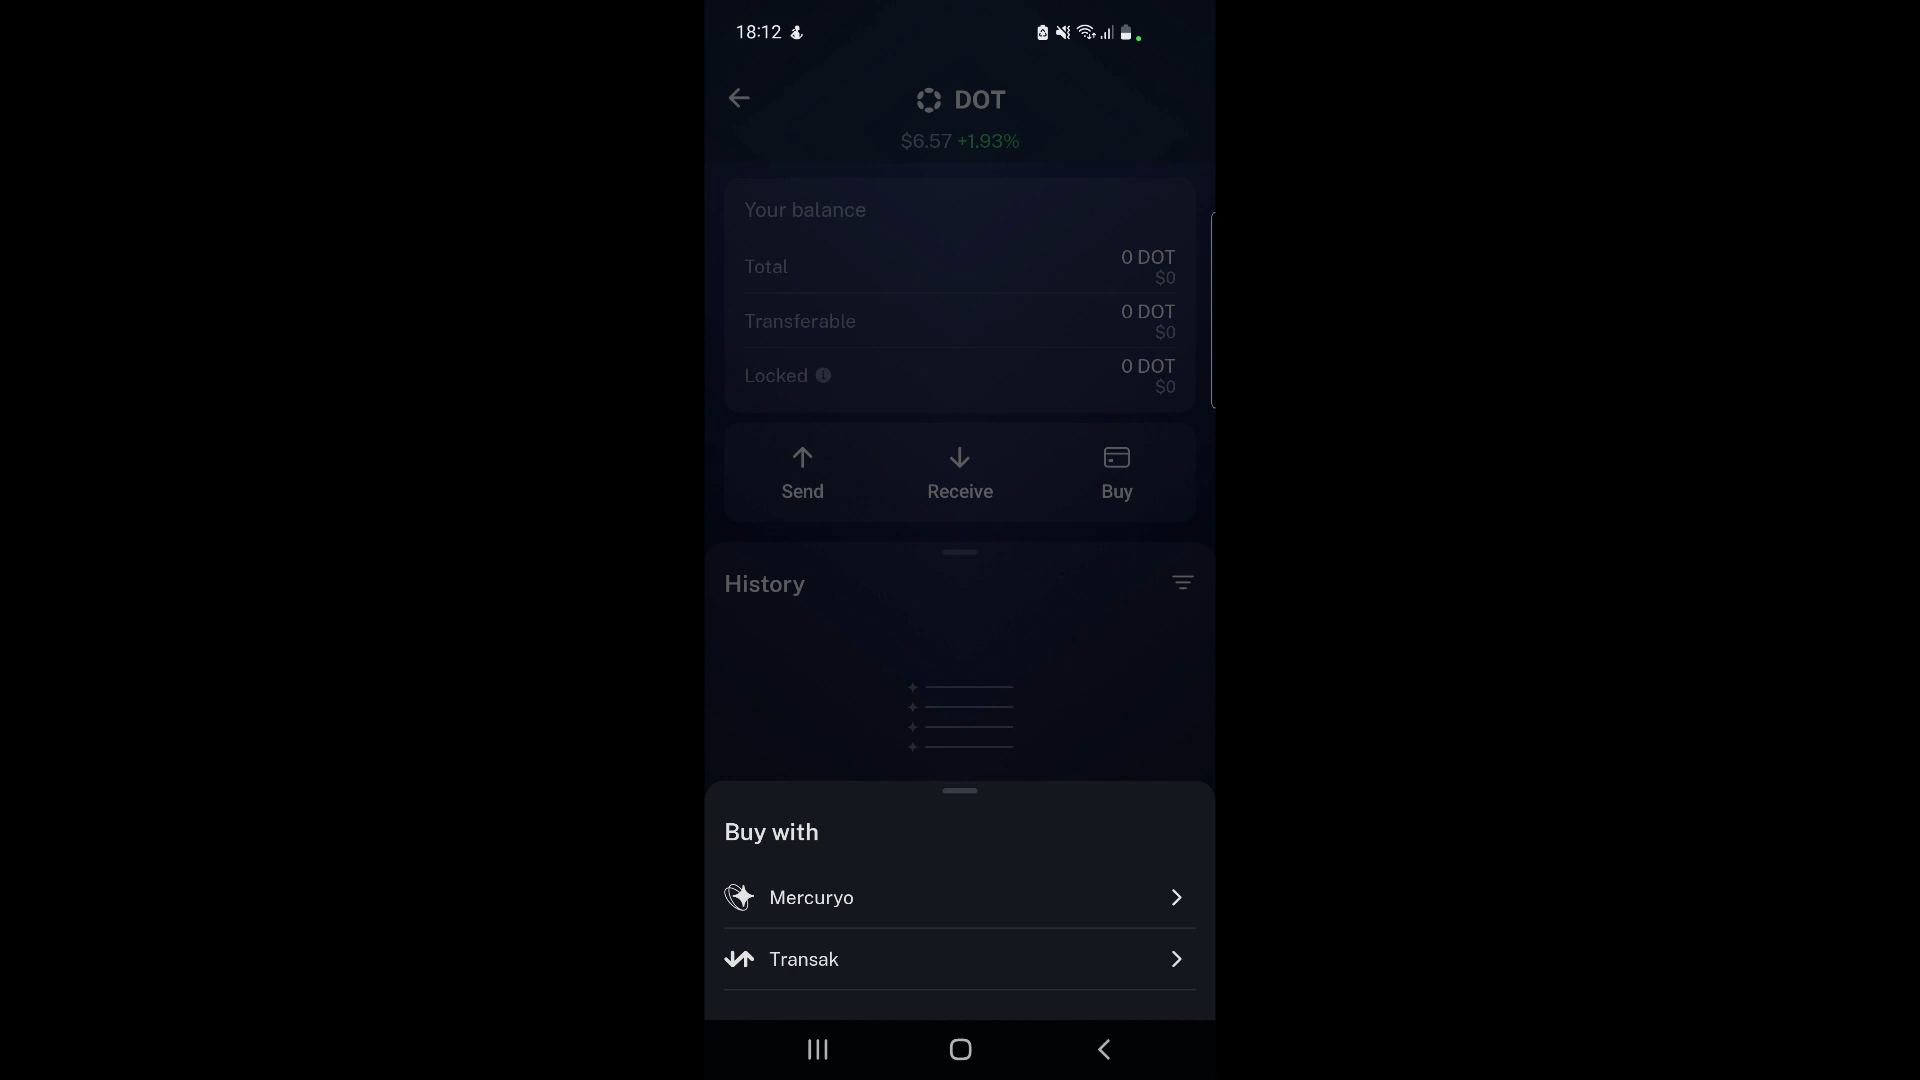 18:12
DOT
$6.57 +1.93%
Your balance
Total
0 DOT
$0
Transferable
0 DOT
$0
Locked
0 DOT
$0
Send
Receive
Buy
History
Buy with
Mercuryo
Transak